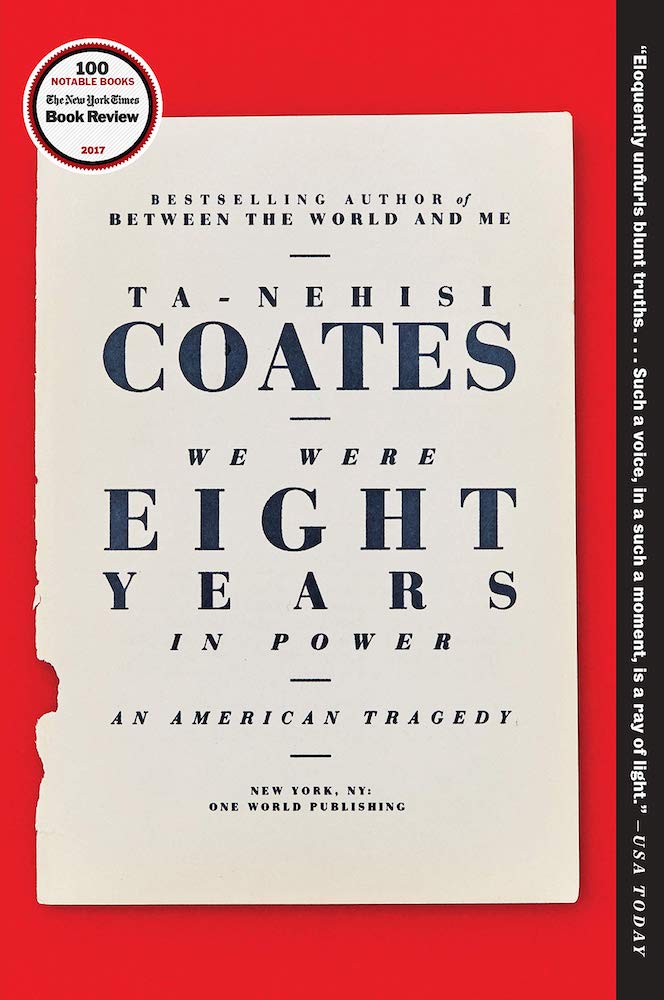 100
NOTABLE BOOKS
The New York Times
Book Review
2017
BESTSELLING AUTHOR of
BETWEEN THE WORLD AND ME
TA-NEHISI
COATES
WE WERE
EIGHT
YEARS
IN POWER
AN AMERICAN TRAGEDY
NEW YORK, NY:
ONE WORLD PUBLISHING
“Eloquently unfurls blunt truths. . . . Such a voice, in a such a moment, is a ray of light.” —USA TODAY